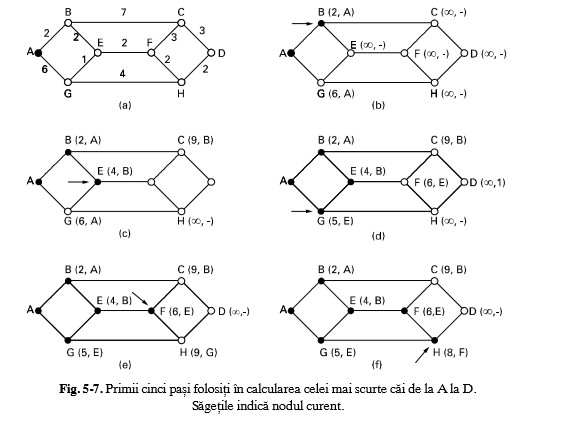 B 7 C
2 2 3 3
A E 2 F D
6 1 2 2
4
G H
(a)
B (2, A) C (∞, -)
A E (∞, -) F (∞, -) D (∞, -)
G (6, A) H (∞, -)
(b)
B (2, A) C (9, B)
E (4, B)
A
G (6, A) H (∞, -)
(c)
B (2, A) C (9, B)
E (4, B)
A F (6, E) D (∞,1)
G (5, E) H (∞, -)
(d)
B (2, A) C (9, B)
E (4, B)
A F (6, E) D (∞,-)
G (5, E) H (9, G)
(e)
B (2, A) C (9, B)
E (4, B)
A F (6,E) D (∞,-)
G (5, E) H (8, F)
(f)
Fig. 5-7. Primii cinci pași folosiți în calcularea celei mai scurte căi de la A la D.
Săgețile indică nodul curent.